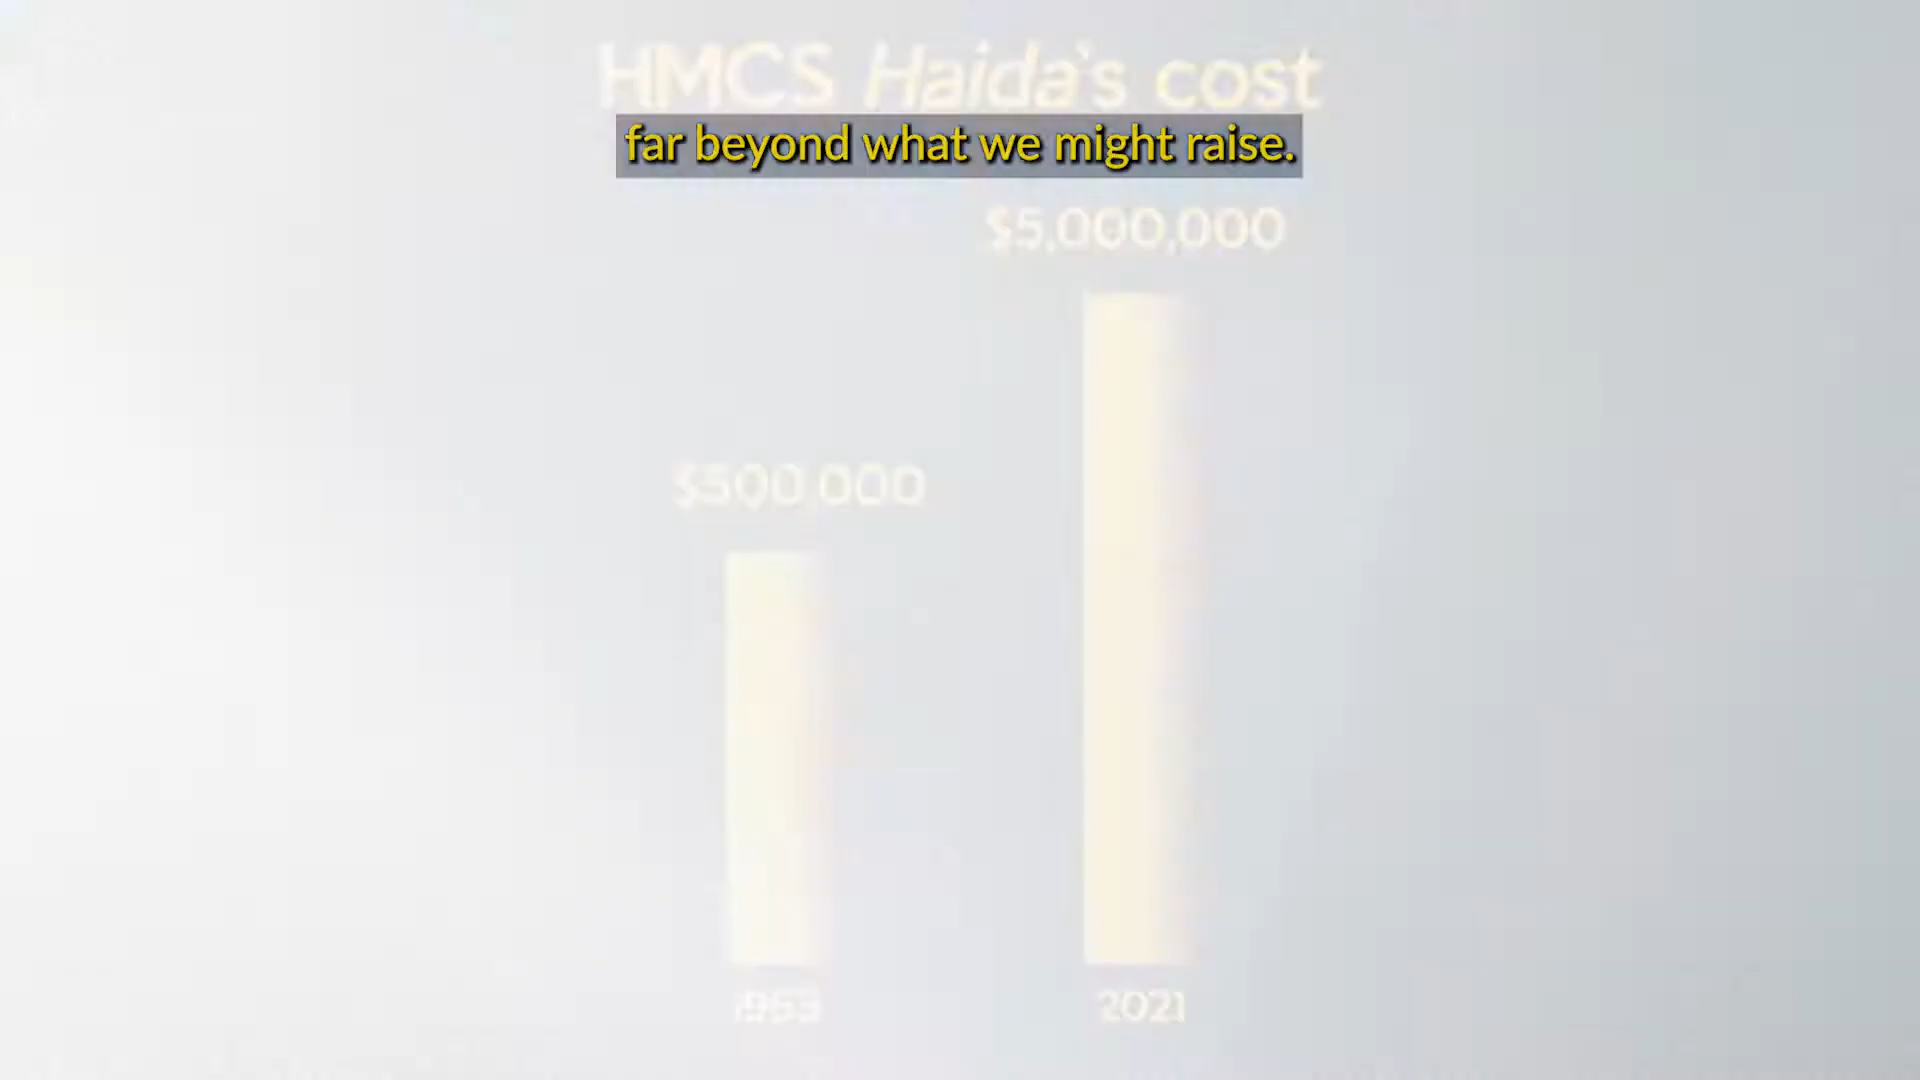 HMCS Haida's cost
far beyond what we might raise.
$5,000,000
$500,000
2021